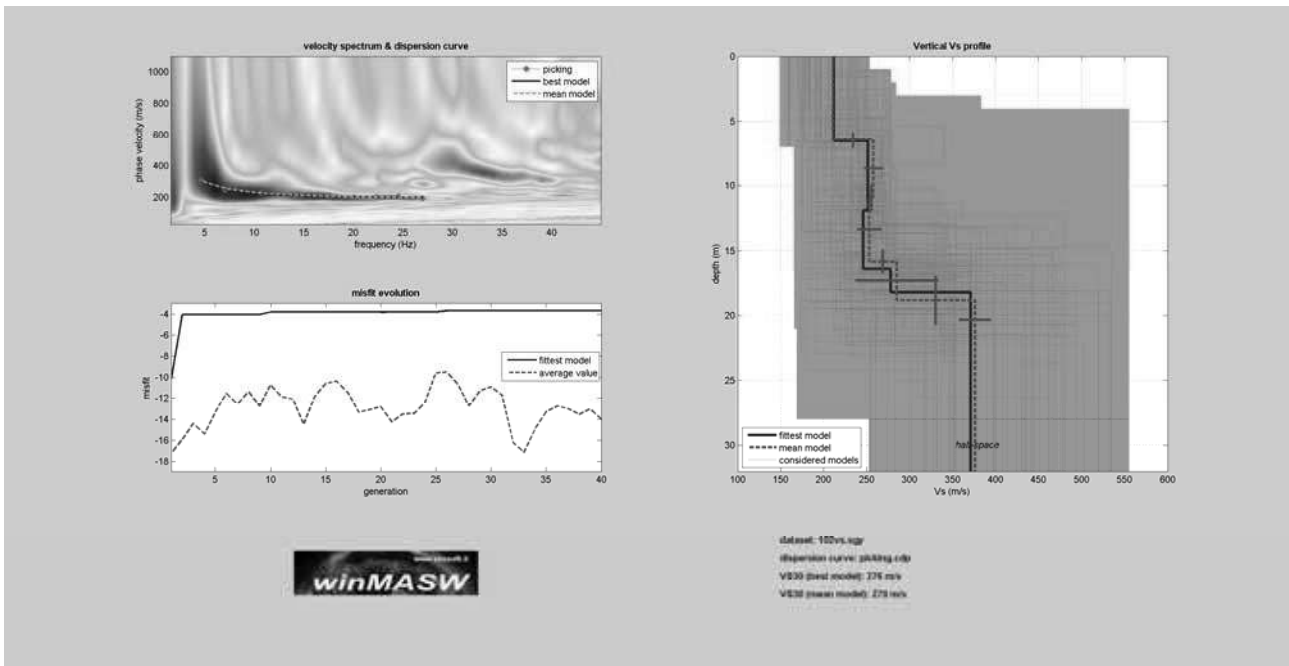 velocity spectrum & dispersion curve
1000
800
600
400
200
phase velocity (m/s)
picking
best model
mean model
5
10
15
20
25
30
35
40
frequency (Hz)
misfit evolution
-4
-6
-8
-10
-12
-14
-16
-18
misfit
fittest model
average value
5
10
15
20
25
30
35
40
generation
winMASW
Vertical Vs profile
0
5
10
15
20
25
30
depth (m)
half-space
fittest model
mean model
considered models
100
150
200
250
300
350
400
450
500
550
600
Vs (m/s)
dispersion curve: picking.cdp
VS30 (best model): 276 m/s
VS30 (mean model): 279 m/s